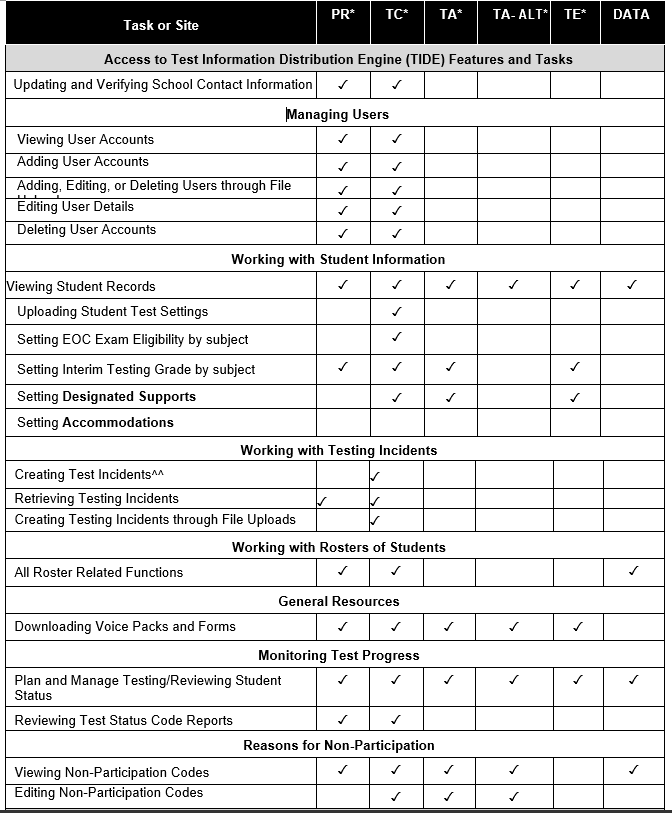 Task or Site PR* TC* TA* TA- ALT* TE* DATA
Access to Test Information Distribution Engine (TIDE) Features and Tasks
Updating and Verifying School Contact Information ✓ ✓
Managing Users
Viewing User Accounts ✓ ✓
Adding User Accounts ✓ ✓
Adding, Editing, or Deleting Users through File ✓ ✓
Editing User Details ✓ ✓
Deleting User Accounts ✓ ✓
Working with Student Information
Viewing Student Records ✓ ✓ ✓ ✓ ✓ ✓
Uploading Student Test Settings ✓
Setting EOC Exam Eligibility by subject ✓
Setting Interim Testing Grade by subject ✓ ✓ ✓ ✓
Setting Designated Supports ✓ ✓ ✓
Setting Accommodations
Working with Testing Incidents
Creating Test Incidents^^ ✓
Retrieving Testing Incidents ✓ ✓
Creating Testing Incidents through File Uploads ✓
Working with Rosters of Students
All Roster Related Functions ✓ ✓ ✓
General Resources
Downloading Voice Packs and Forms ✓ ✓ ✓ ✓ ✓
Monitoring Test Progress
Plan and Manage Testing/Reviewing Student ✓ ✓ ✓ ✓ ✓ ✓
Status
Reviewing Test Status Code Reports ✓ ✓
Reasons for Non-Participation
Viewing Non-Participation Codes ✓ ✓ ✓ ✓ ✓
Editing Non-Participation Codes ✓ ✓ ✓